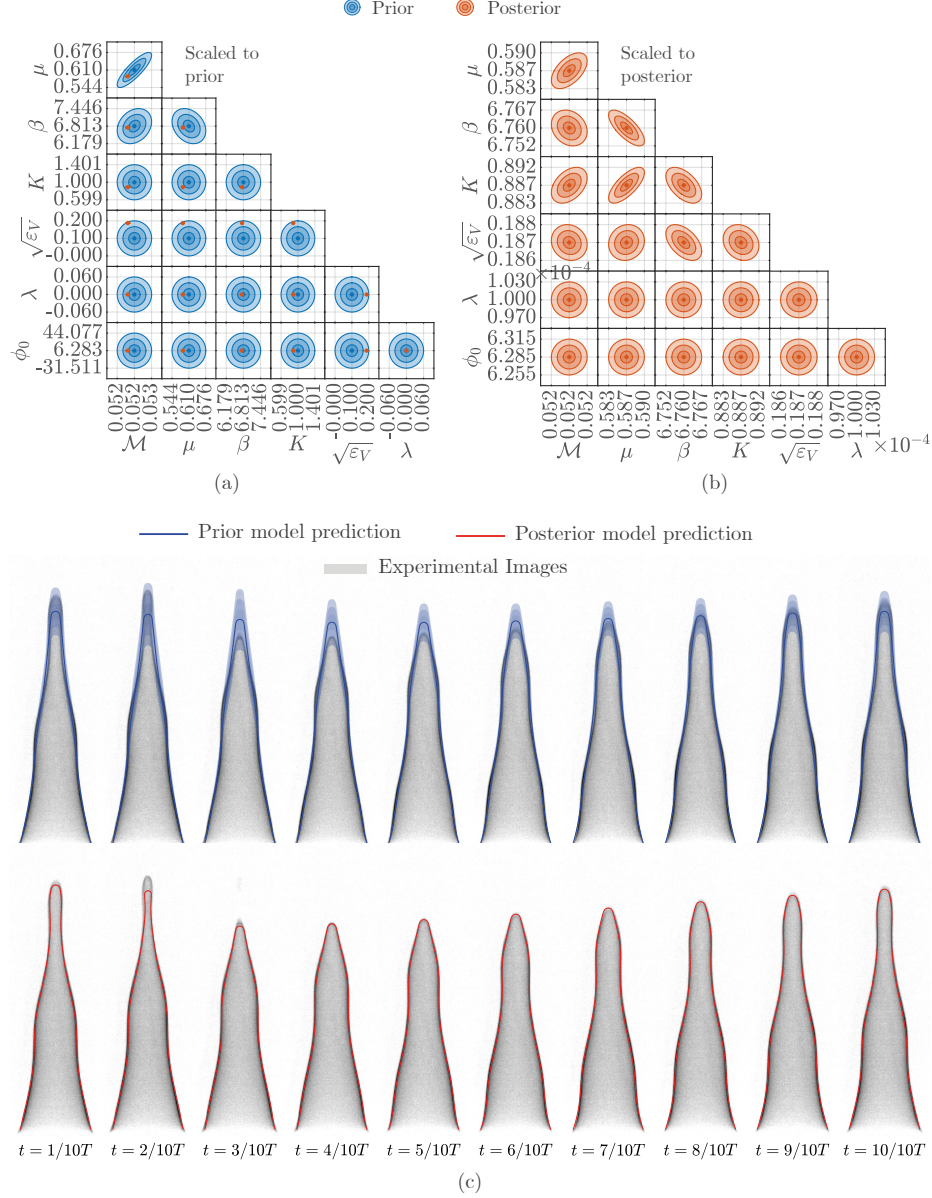 Prior Posterior
Scaled to
prior
μ 0.676 0.610 0.544
β 7.446 6.813 6.179
K 1.401 1.000 0.599
√ε_V 0.200 0.100 -0.000
λ 0.060 0.000 -0.060
ϕ₀ 44.077 6.283 -31.511
0.052 0.052 0.053 0.544 0.610 0.676 6.179 6.813 7.446 0.599 1.000 1.401 -0.000 0.100 0.200 -0.060 0.000 0.060
ℳ μ β K √ε_V λ
(a)
Scaled to
posterior
μ 0.590 0.587 0.583
β 6.767 6.760 6.752
K 0.892 0.887 0.883
√ε_V 0.188 0.187 0.186
×10⁻⁴
λ 1.030 1.000 0.970
ϕ₀ 6.315 6.285 6.255
0.052 0.052 0.052 0.583 0.587 0.590 6.752 6.760 6.767 0.883 0.887 0.892 0.186 0.187 0.188 0.970 1.000 1.030
ℳ μ β K √ε_V λ ×10⁻⁴
(b)
Prior model prediction Posterior model prediction
Experimental Images
t = 1/10T t = 2/10T t = 3/10T t = 4/10T t = 5/10T t = 6/10T t = 7/10T t = 8/10T t = 9/10T t = 10/10T
(c)